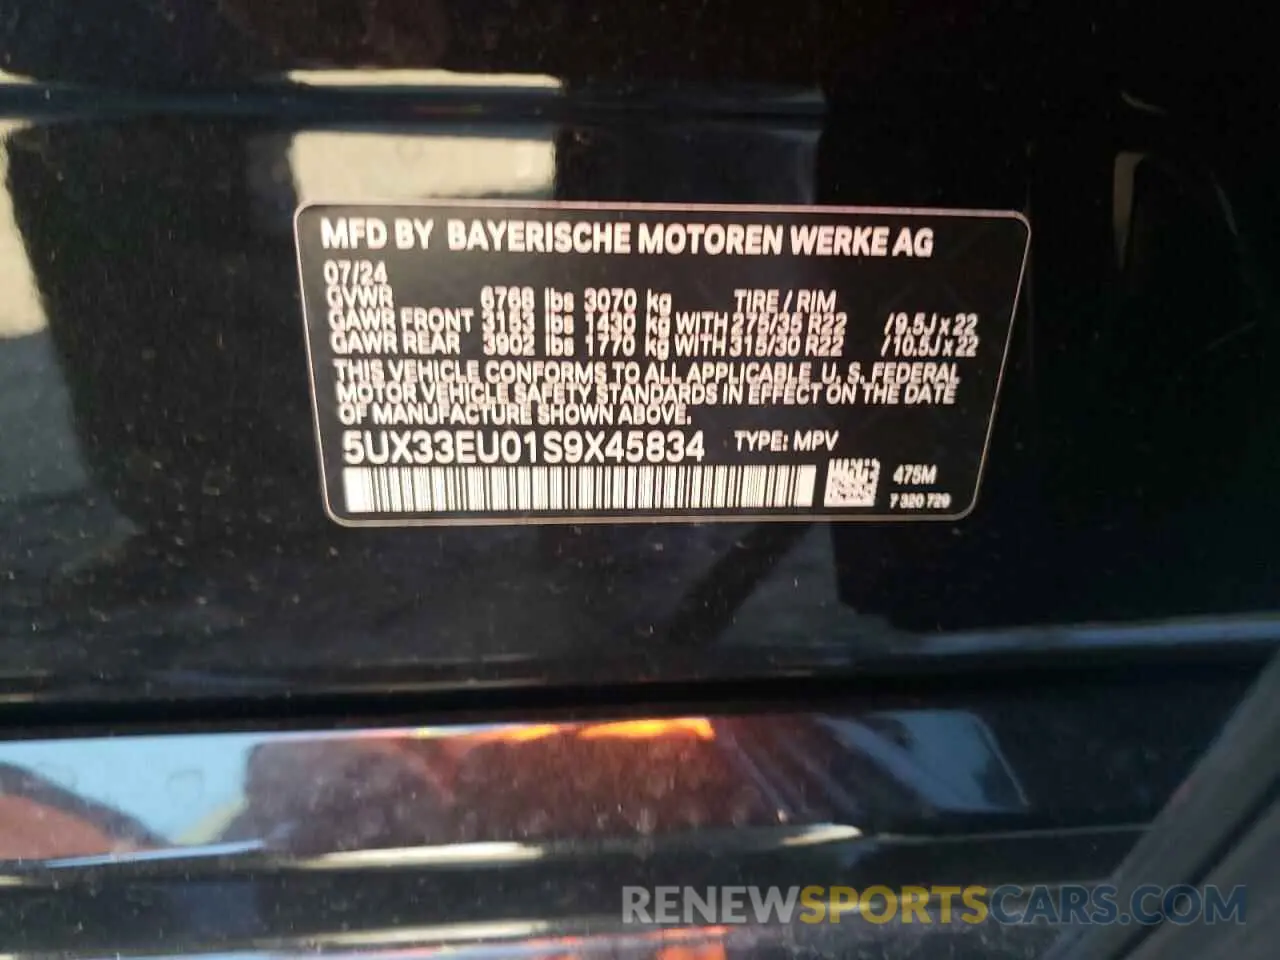 MFD BY BAYERISCHE MOTOREN WERKE AG
07/24
GVWR 6768 lbs 3070 kg TIRE / RIM
GAWR FRONT 3153 lbs 1430 kg WITH 275/35 R22 / 9.5J x 22
GAWR REAR 3902 lbs 1770 kg WITH 315/30 R22 / 10.5J x 22
THIS VEHICLE CONFORMS TO ALL APPLICABLE U. S. FEDERAL
MOTOR VEHICLE SAFETY STANDARDS IN EFFECT ON THE DATE
OF MANUFACTURE SHOWN ABOVE.
5UX33EU01S9X45834 TYPE: MPV
475M
7 320 729
RENEWSPORTSCARS.COM